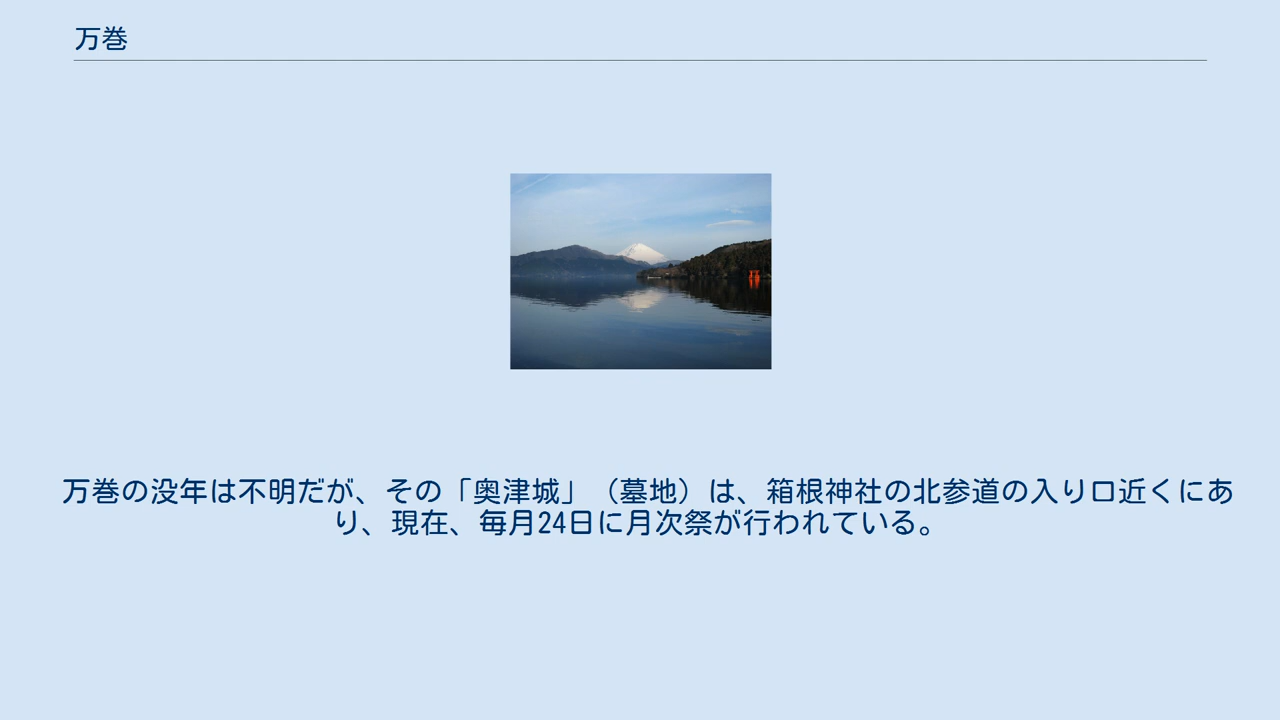 万巻
万巻の没年は不明だが、その「奥津城」（墓地）は、箱根神社の北参道の入り口近くにあ
り、現在、毎月24日に月次祭が行われている。